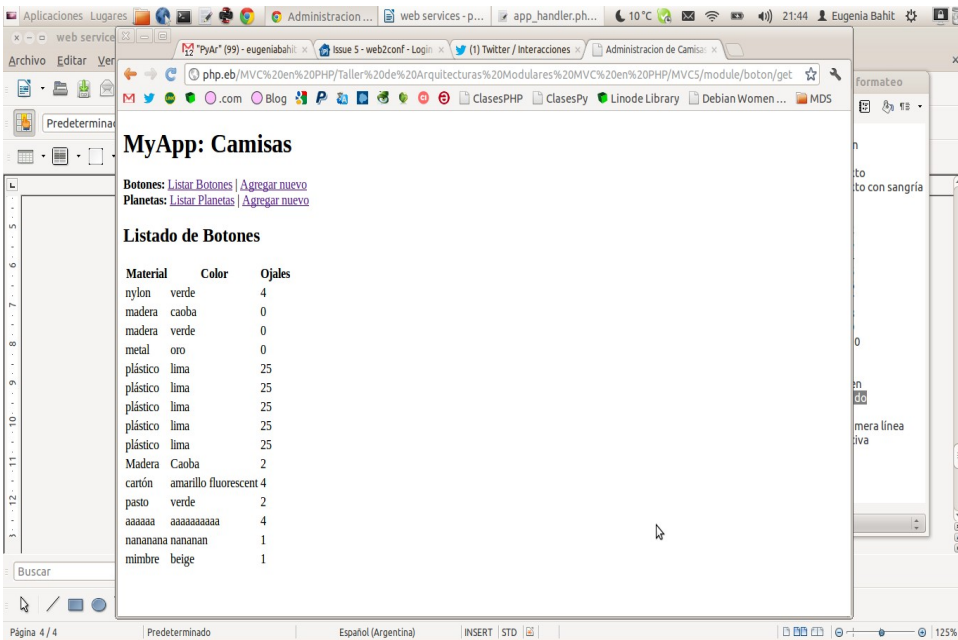 Aplicaciones Lugares Administracion ... web services - p... app_handler.ph... 10 °C 21:44 Eugenia Bahit
web service
Archivo Editar Ver
Predeterminad
"PyAr" (99) - eugeniabahit Issue 5 - web2conf - Login (1) Twitter / Interacciones Administracion de Camisas
php.eb/MVC%20en%20PHP/Taller%20de%20Arquitecturas%20Modulares%20MVC%20en%20PHP/MVCS/module/boton/get
.com Blog ClasesPHP ClasesPy Linode Library Debian Women ... MDS
MyApp: Camisas
Botones: Listar Botones | Agregar nuevo
Planetas: Listar Planetas | Agregar nuevo
Listado de Botones
Material Color Ojales
nylon verde 4
madera caoba 0
madera verde 0
metal oro 0
plástico lima 25
plástico lima 25
plástico lima 25
plástico lima 25
plástico lima 25
Madera Caoba 2
cartón amarillo fluorescent 4
pasto verde 2
aaaaaa aaaaaaaaaa 4
nananana nananan 1
mimbre beige 1
formateo
to con sangría
do
mera línea
tiva
Buscar
Página 4 / 4 Predeterminado Español (Argentina) INSERT STD 125%